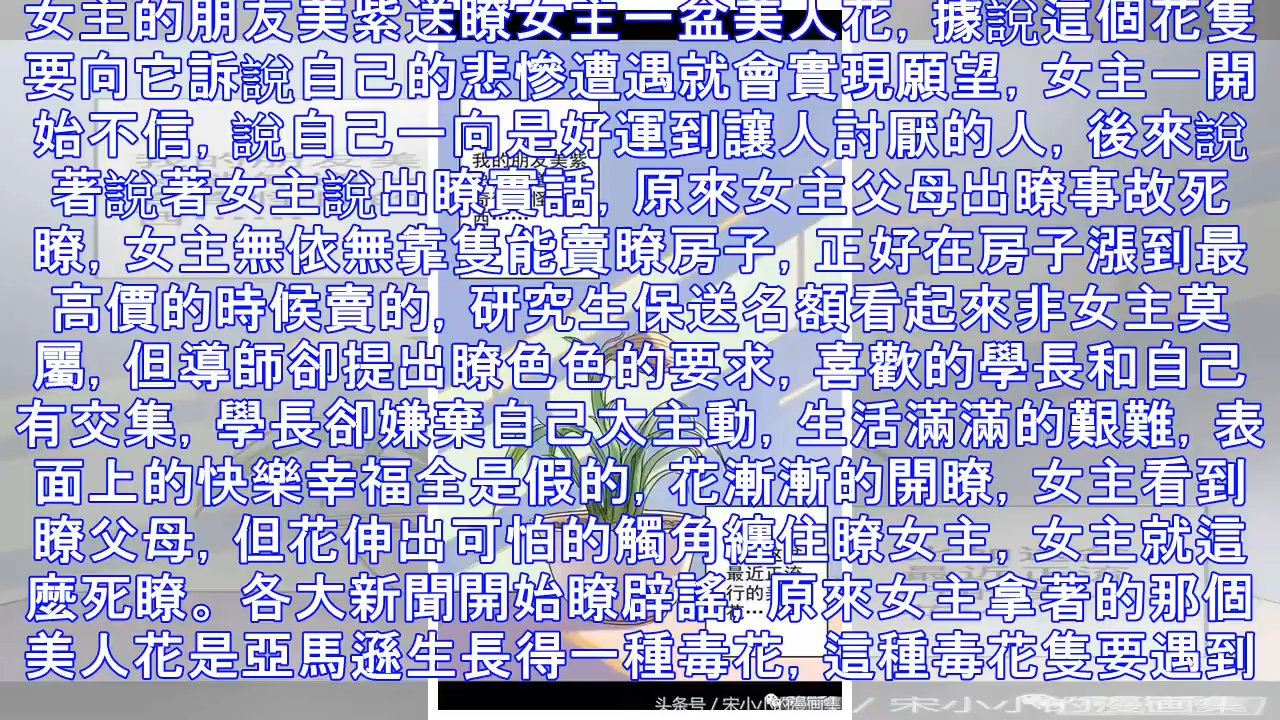 女主的朋友美紫送瞭女主一盆美人花, 據說這個花隻
要向它訴說自己的悲慘遭遇就會實現願望, 女主一開
始不信, 說自己一向是好運到讓人討厭的人, 後來說
著說著女主說出瞭實話, 原來女主父母出瞭事故死
瞭, 女主無依無靠隻能賣瞭房子, 正好在房子漲到最
高價的時候賣的, 研究生保送名額看起來非女主莫
屬, 但導師卻提出瞭色色的要求, 喜歡的學長和自己
有交集, 學長卻嫌棄自己太主動, 生活滿滿的艱難, 表
面上的快樂幸福全是假的, 花漸漸的開瞭, 女主看到
瞭父母, 但花伸出可怕的觸角纏住瞭女主, 女主就這
麼死瞭。各大新聞開始瞭辟謠, 原來女主拿著的那個
美人花是亞馬遜生長得一種毒花, 這種毒花隻要遇到
我的朋友美紫
最近正流
行的美
头条号 / 宋小小的漫画集